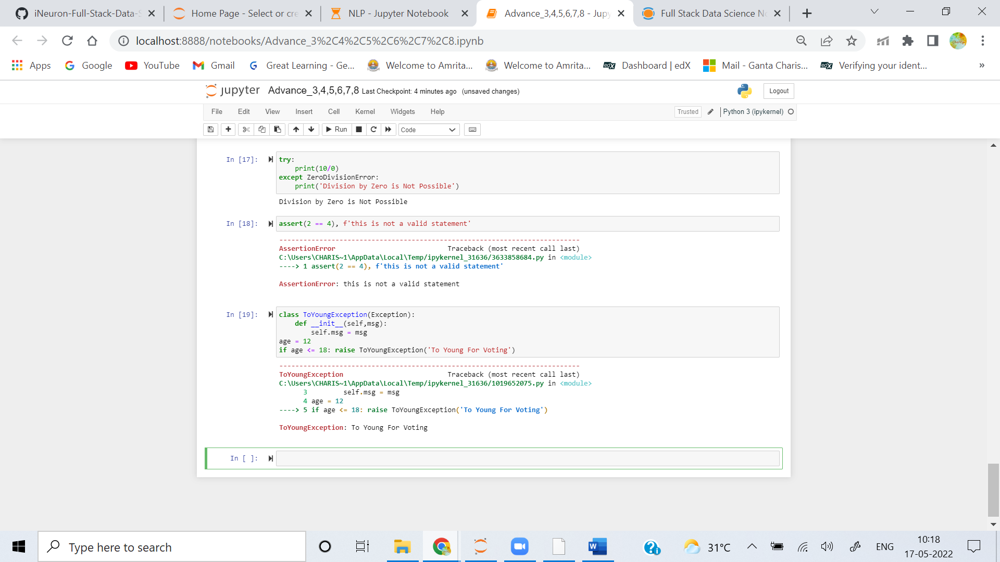 iNeuron-Full-Stack-Data-S
Home Page - Select or cre
NLP - Jupyter Notebook
Advance_3,4,5,6,7,8 - Jupy
Full Stack Data Science No
localhost:8888/notebooks/Advance_3%2C4%2C5%2C6%2C7%2C8.ipynb
Apps
Google
YouTube
Gmail
Great Learning - Ge...
Welcome to Amrita...
Welcome to Amrita...
Dashboard | edX
Mail - Ganta Charis...
Verifying your ident...
»
jupyter Advance_3,4,5,6,7,8 Last Checkpoint: 4 minutes ago (unsaved changes)
Logout
File Edit View Insert Cell Kernel Widgets Help
Trusted
Python 3 (ipykernel)
Run
Code
In [17]:
try:
    print(10/0)
except ZeroDivisionError:
    print('Division by Zero is Not Possible')
Division by Zero is Not Possible
In [18]:
assert(2 == 4), f'this is not a valid statement'
---------------------------------------------------------------------------
AssertionError                            Traceback (most recent call last)
C:\Users\CHARIS~1\AppData\Local\Temp/ipykernel_31636/3633858684.py in <module>
----> 1 assert(2 == 4), f'this is not a valid statement'
AssertionError: this is not a valid statement
In [19]:
class ToYoungException(Exception):
    def __init__(self,msg):
        self.msg = msg
age = 12
if age <= 18: raise ToYoungException('To Young For Voting')
---------------------------------------------------------------------------
ToYoungException                          Traceback (most recent call last)
C:\Users\CHARIS~1\AppData\Local\Temp/ipykernel_31636/1019652075.py in <module>
      3         self.msg = msg
      4 age = 12
----> 5 if age <= 18: raise ToYoungException('To Young For Voting')
ToYoungException: To Young For Voting
In [ ]:
Type here to search
31°C
ENG
10:18
17-05-2022